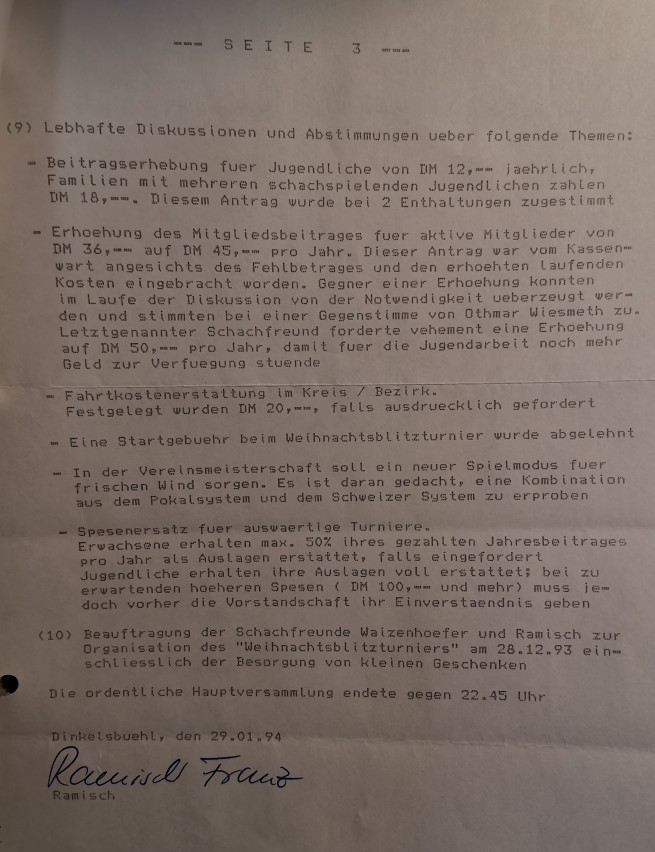 --- S E I T E   3 ---
(9) Lebhafte Diskussionen und Abstimmungen ueber folgende Themen:
- Beitragserhebung fuer Jugendliche von DM 12,-- jaehrlich,
Familien mit mehreren schachspielenden Jugendlichen zahlen
DM 18,--. Diesem Antrag wurde bei 2 Enthaltungen zugestimmt
- Erhoehung des Mitgliedsbeitrages fuer aktive Mitglieder von
DM 36,-- auf DM 45,-- pro Jahr. Dieser Antrag war vom Kassen-
wart angesichts des Fehlbetrages und den erhoehten laufenden
Kosten eingebracht worden. Gegner einer Erhoehung konnten
im Laufe der Diskussion von der Notwendigkeit ueberzeugt wer-
den und stimmten bei einer Gegenstimme von Othmar Wiesmeth zu.
Letztgenannter Schachfreund forderte vehement eine Erhoehung
auf DM 50,-- pro Jahr, damit fuer die Jugendarbeit noch mehr
Geld zur Verfuegung stuende
- Fahrtkostenerstattung im Kreis / Bezirk.
Festgelegt wurden DM 20,--, falls ausdruecklich gefordert
- Eine Startgebuehr beim Weihnachtsblitzturnier wurde abgelehnt
- In der Vereinsmeisterschaft soll ein neuer Spielmodus fuer
frischen Wind sorgen. Es ist daran gedacht, eine Kombination
aus dem Pokalsystem und dem Schweizer System zu erproben
- Spesenersatz fuer auswaertige Turniere.
Erwachsene erhalten max. 50% ihres gezahlten Jahresbeitrages
pro Jahr als Auslagen erstattet, falls eingefordert
Jugendliche erhalten ihre Auslagen voll erstattet; bei zu
erwartenden hoeheren Spesen ( DM 100,-- und mehr) muss je-
doch vorher die Vorstandschaft ihr Einverstaendnis geben
(10) Beauftragung der Schachfreunde Waizenhoefer und Ramisch zur
Organisation des "Weihnachtsblitzturniers" am 28.12.93 ein-
schliesslich der Besorgung von kleinen Geschenken
Die ordentliche Hauptversammlung endete gegen 22.45 Uhr
Dinkelsbuehl, den 29.01.94
Ramisch Franz
Ramisch